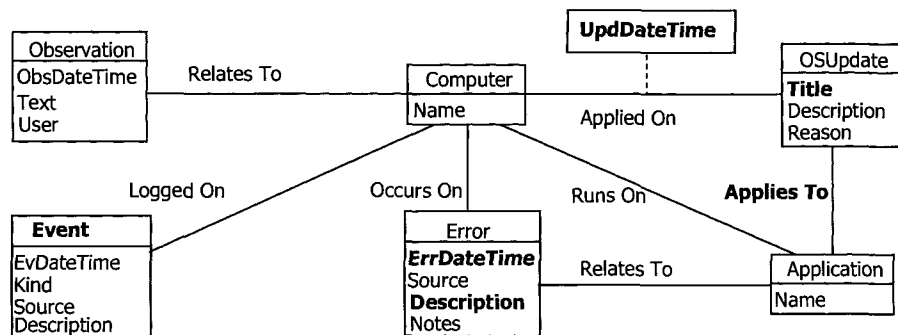 UpdDateTime
Observation
ObsDateTime
Text
User
Relates To
Computer
Name
Applied On
OSUpdate
Title
Description
Reason
Logged On
Occurs On
Runs On
Applies To
Event
EvDateTime
Kind
Source
Description
Error
ErrDateTime
Source
Description
Notes
Relates To
Application
Name